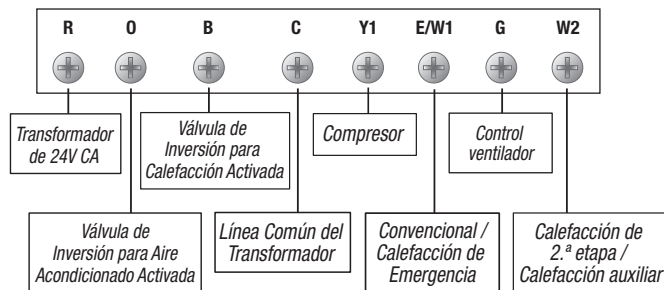 R O B C Y1 E/W1 G W2
Transformador
de 24V CA
Válvula de
Inversión para
Calefacción Activada
Compresor
Control
ventilador
Válvula de
Inversión para Aire
Acondicionado Activada
Línea Común del
Transformador
Convencional /
Calefacción de
Emergencia
Calefacción de
2.ª etapa /
Calefacción auxiliar